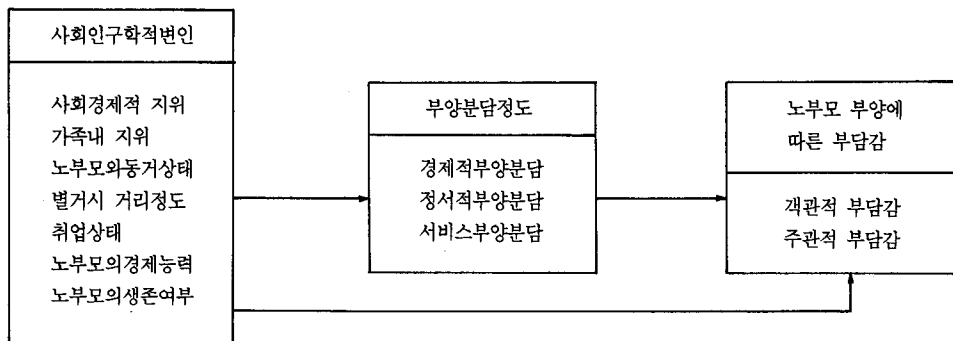 사회인구학적변인
사회경제적 지위
가족내 지위
노부모와동거상태
별거시 거리정도
취업상태
노부모의경제능력
노부모의생존여부
부양분담정도
경제적부양분담
정서적부양분담
서비스부양분담
노부모 부양에
따른 부담감
객관적 부담감
주관적 부담감